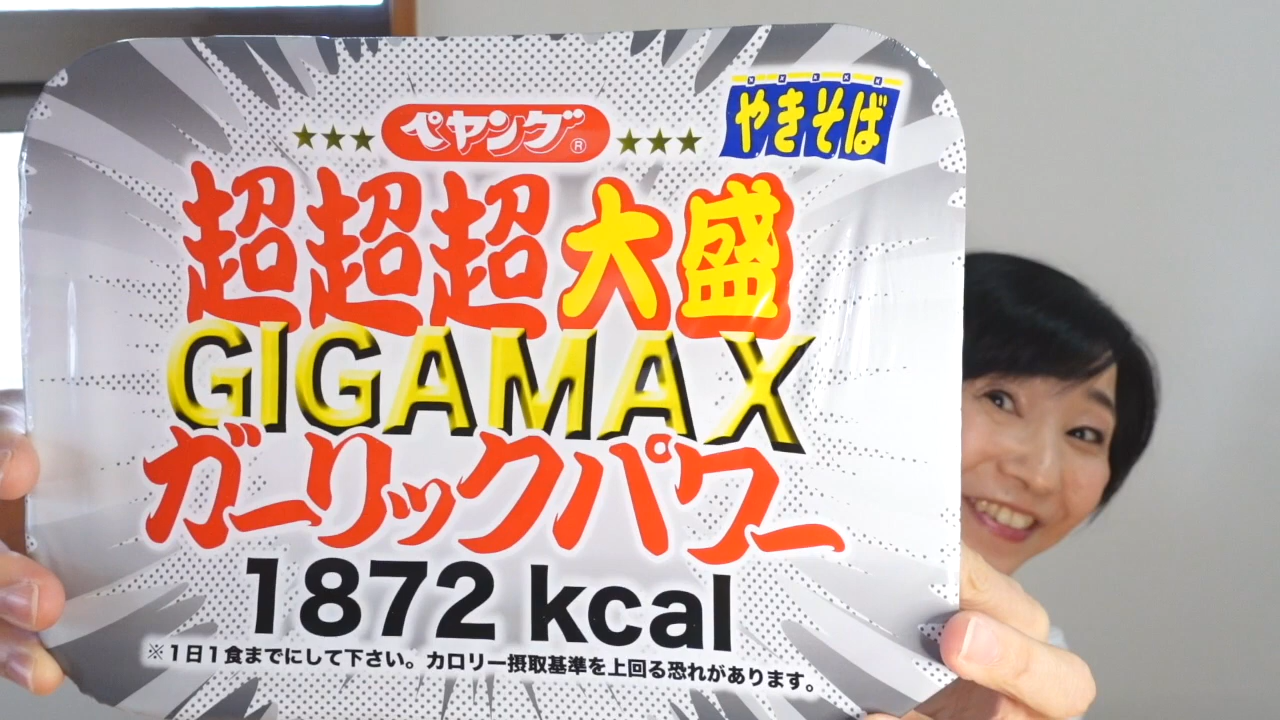 ペヤング®
やきそば
超超超大盛
GIGAMAX
ガーリックパワー
1872 kcal
※1日1食までにして下さい。カロリー摂取基準を上回る恐れがあります。